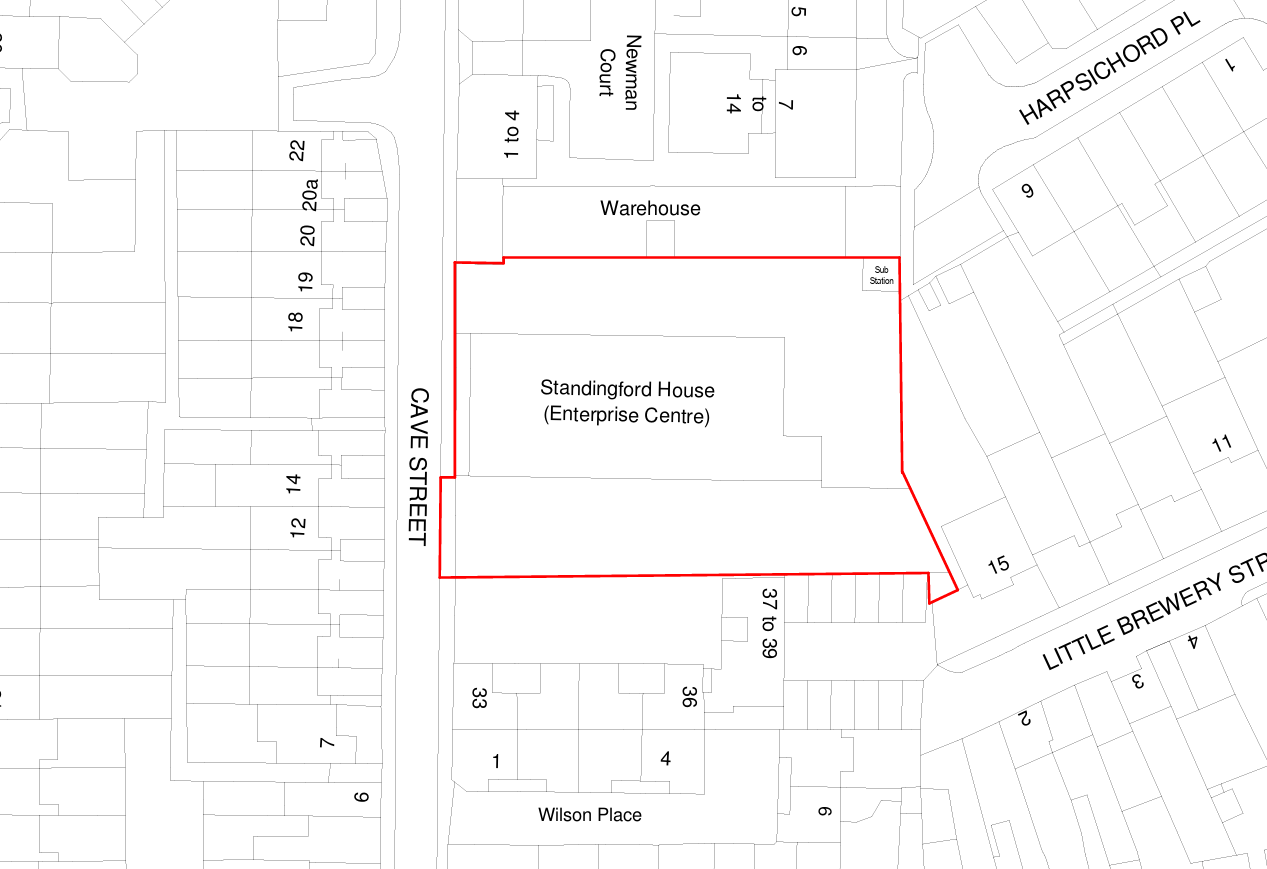 5
6
Newman
Court
7
to
14
1 to 4
HARPSICHORD PL
1
9
22
20a
20
19
18
Warehouse
Sub
Station
Standingford House
(Enterprise Centre)
CAVE STREET
14
12
11
15
LITTLE BREWERY STR
37 to 39
33
36
4
3
2
7
1
4
Wilson Place
6